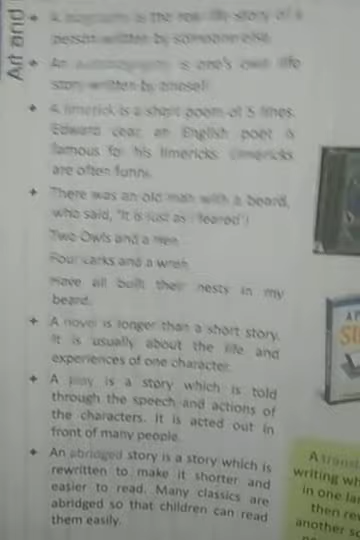 Art and
✦ A biography is the real life story of a
person written by someone else.
✦ An autobiography is one's own life
story written by oneself.
✦ A limerick is a short poem of 5 lines.
Edward Lear, an English poet is
famous for his limericks. Limericks
are often funny.
✦ There was an old man with a beard,
who said, "It is just as I feared"!
Two Owls and a Hen
Four Larks and a wren
Have all built their nests in my
beard.
✦ A novel is longer than a short story.
It is usually about the life and
experiences of one character.
✦ A play is a story which is told
through the speech and actions of
the characters. It is acted out in
front of many people.
✦ An abridged story is a story which is
rewritten to make it shorter and
easier to read. Many classics are
abridged so that children can read
them easily.
A
writing
in one
then
another